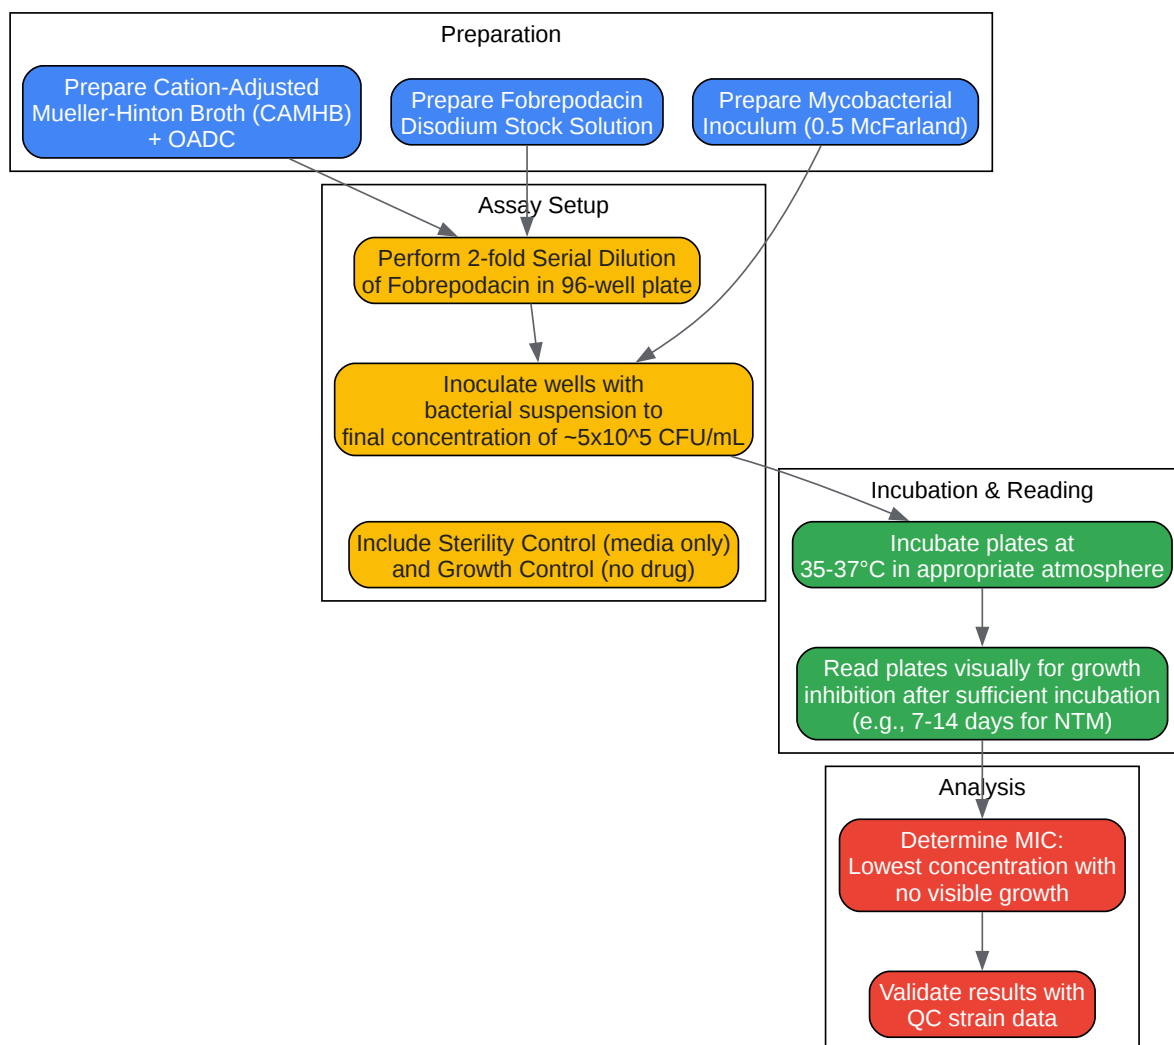 Preparation
Prepare Cation-Adjusted
Mueller-Hinton Broth (CAMHB)
+ OADC
Prepare Fobrepodacin
Disodium Stock Solution
Prepare Mycobacterial
Inoculum (0.5 McFarland)
Assay Setup
Perform 2-fold Serial Dilution
of Fobrepodacin in 96-well plate
Inoculate wells with
bacterial suspension to
final concentration of ~5x10^5 CFU/mL
Include Sterility Control (media only)
and Growth Control (no drug)
Incubation & Reading
Incubate plates at
35-37°C in appropriate atmosphere
Read plates visually for growth
inhibition after sufficient incubation
(e.g., 7-14 days for NTM)
Analysis
Determine MIC:
Lowest concentration with
no visible growth
Validate results with
QC strain data